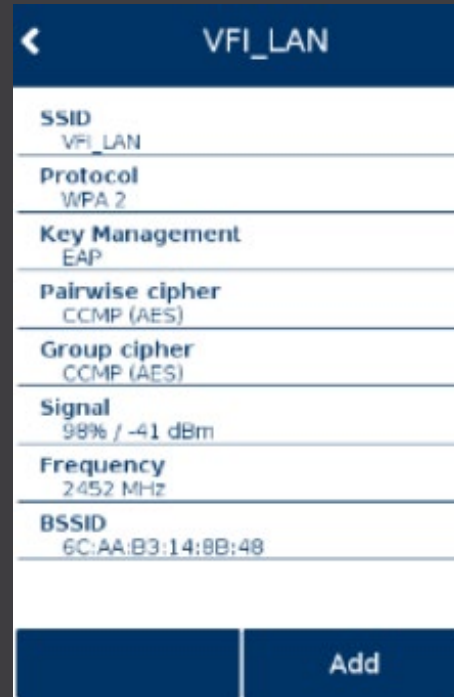 VFI_LAN
SSID
VFI_LAN
Protocol
WPA 2
Key Management
EAP
Pairwise cipher
CCMP (AES)
Group cipher
CCMP (AES)
Signal
98% / -41 dBm
Frequency
2452 MHz
BSSID
6C:AA:B3:14:8B:48
Add